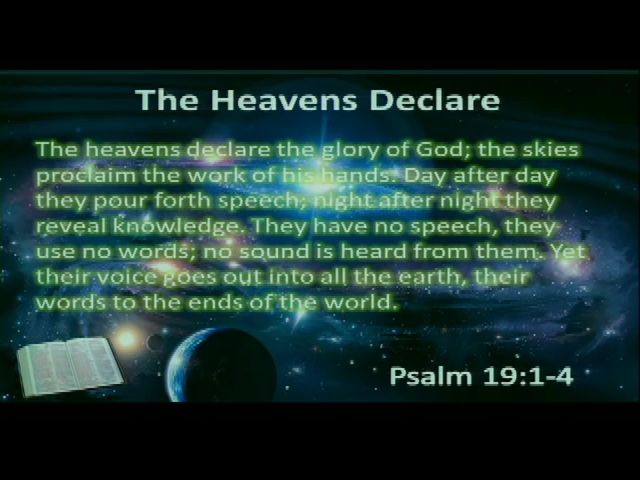 The Heavens Declare
The heavens declare the glory of God; the skies
proclaim the work of his hands. Day after day
they pour forth speech; night after night they
reveal knowledge. They have no speech, they
use no words; no sound is heard from them. Yet
their voice goes out into all the earth, their
words to the ends of the world.
Psalm 19:1-4